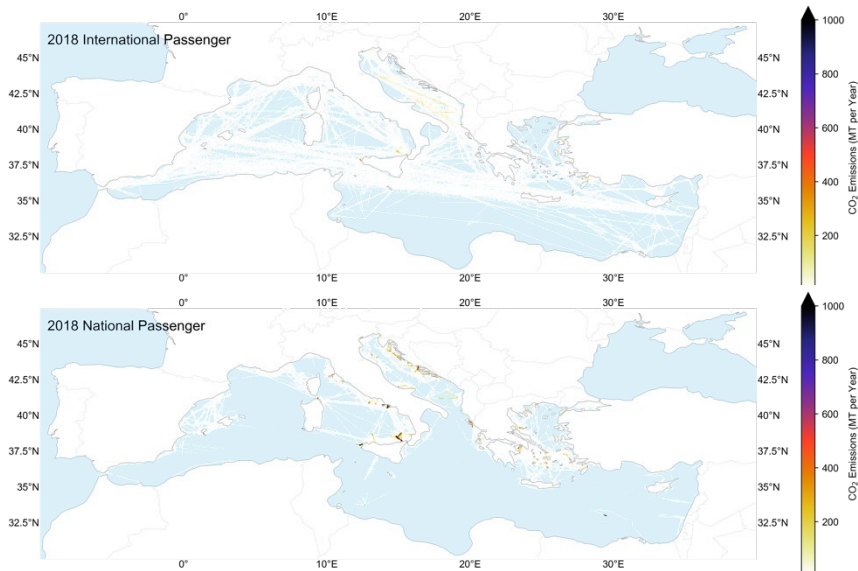 0° 10°E 20°E 30°E
2018 International Passenger
45°N 45°N
42.5°N 42.5°N
40°N 40°N
37.5°N 37.5°N
35°N 35°N
32.5°N 32.5°N
0° 10°E 20°E 30°E
1000
800
600
400
200
CO₂ Emissions (MT per Year)
0° 10°E 20°E 30°E
2018 National Passenger
45°N 45°N
42.5°N 42.5°N
40°N 40°N
37.5°N 37.5°N
35°N 35°N
32.5°N 32.5°N
0° 10°E 20°E 30°E
1000
800
600
400
200
CO₂ Emissions (MT per Year)